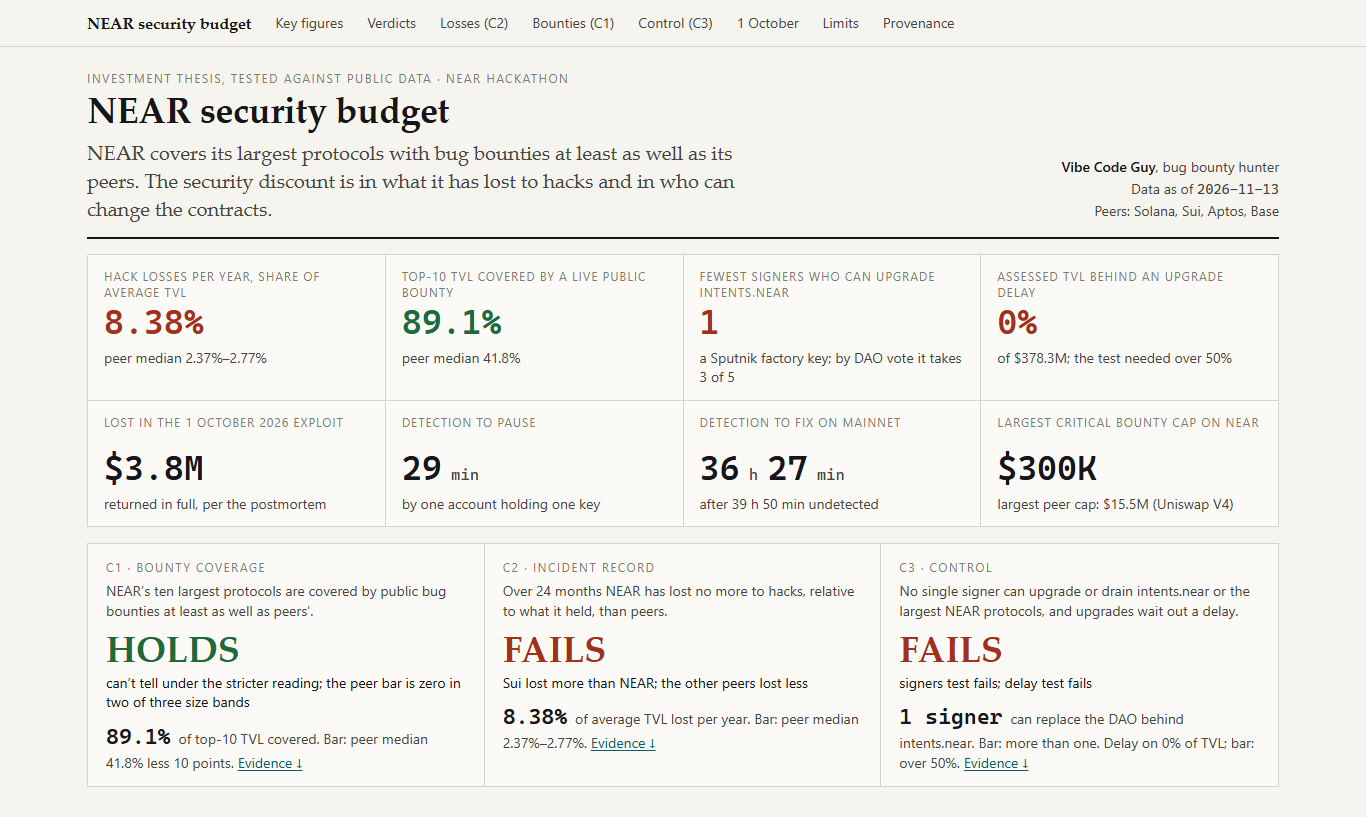 NEAR security budget Key figures Verdicts Losses (C2) Bounties (C1) Control (C3) 1 October Limits Provenance
INVESTMENT THESIS, TESTED AGAINST PUBLIC DATA · NEAR HACKATHON
NEAR security budget
NEAR covers its largest protocols with bug bounties at least as well as its
peers. The security discount is in what it has lost to hacks and in who can
change the contracts.
Vibe Code Guy, bug bounty hunter
Data as of 2026–11–13
Peers: Solana, Sui, Aptos, Base
HACK LOSSES PER YEAR, SHARE OF
AVERAGE TVL
8.38%
peer median 2.37%–2.77%
TOP-10 TVL COVERED BY A LIVE PUBLIC
BOUNTY
89.1%
peer median 41.8%
FEWEST SIGNERS WHO CAN UPGRADE
INTENTS.NEAR
1
a Sputnik factory key; by DAO vote it takes
3 of 5
ASSESSED TVL BEHIND AN UPGRADE
DELAY
0%
of $378.3M; the test needed over 50%
LOST IN THE 1 OCTOBER 2026 EXPLOIT
$3.8M
returned in full, per the postmortem
DETECTION TO PAUSE
29 min
by one account holding one key
DETECTION TO FIX ON MAINNET
36 h 27 min
after 39 h 50 min undetected
LARGEST CRITICAL BOUNTY CAP ON NEAR
$300K
largest peer cap: $15.5M (Uniswap V4)
C1 · BOUNTY COVERAGE
NEAR’s ten largest protocols are covered by public bug
bounties at least as well as peers’.
HOLDS
can’t tell under the stricter reading; the peer bar is zero in
two of three size bands
89.1% of top-10 TVL covered. Bar: peer median
41.8% less 10 points. Evidence ↓
C2 · INCIDENT RECORD
Over 24 months NEAR has lost no more to hacks, relative
to what it held, than peers.
FAILS
Sui lost more than NEAR; the other peers lost less
8.38% of average TVL lost per year. Bar: peer median
2.37%–2.77%. Evidence ↓
C3 · CONTROL
No single signer can upgrade or drain intents.near or the
largest NEAR protocols, and upgrades wait out a delay.
FAILS
signers test fails; delay test fails
1 signer can replace the DAO behind
intents.near. Bar: more than one. Delay on 0% of TVL; bar:
over 50%. Evidence ↓